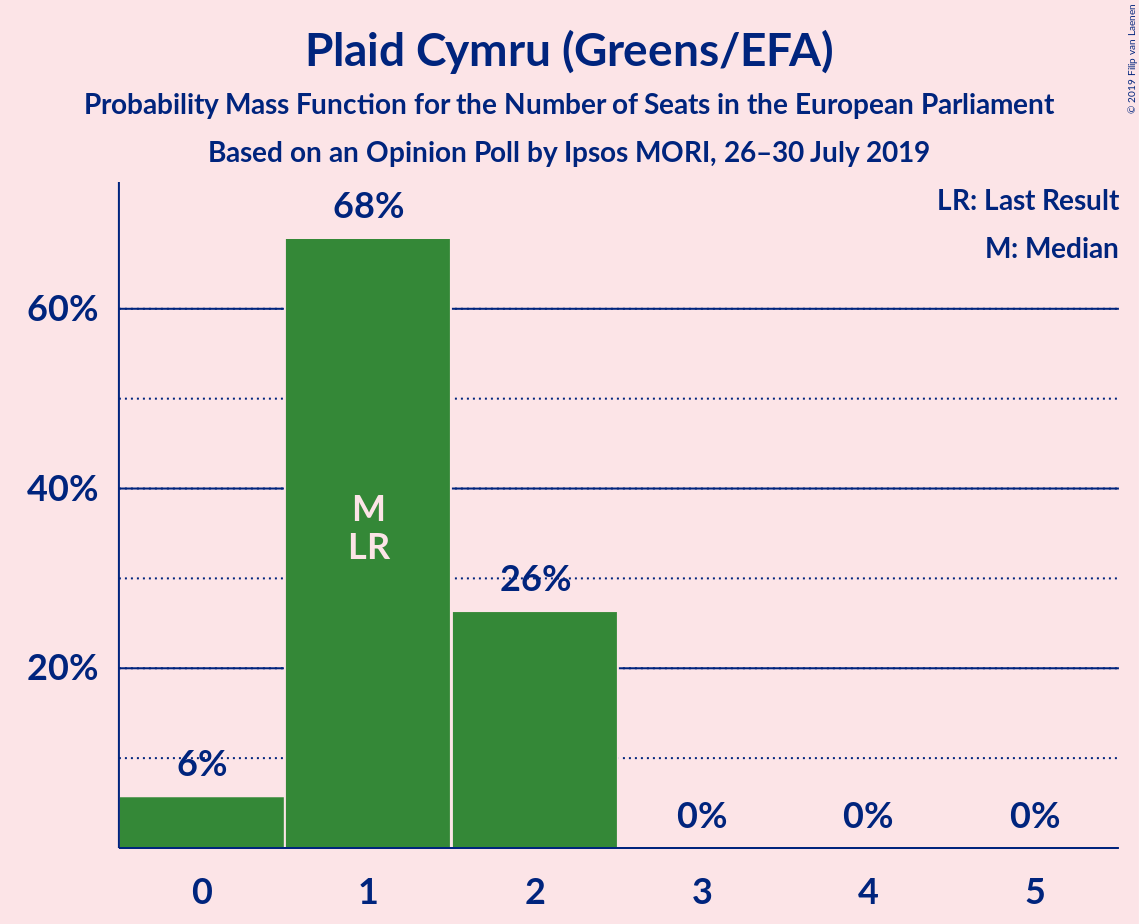 Plaid Cymru (Greens/EFA)
Probability Mass Function for the Number of Seats in the European Parliament
Based on an Opinion Poll by Ipsos MORI, 26–30 July 2019
© 2019 Filip van Laenen
LR: Last Result
M: Median
68%
60%
40%
M
LR
26%
20%
6%
0%
0%
0%
0
1
2
3
4
5